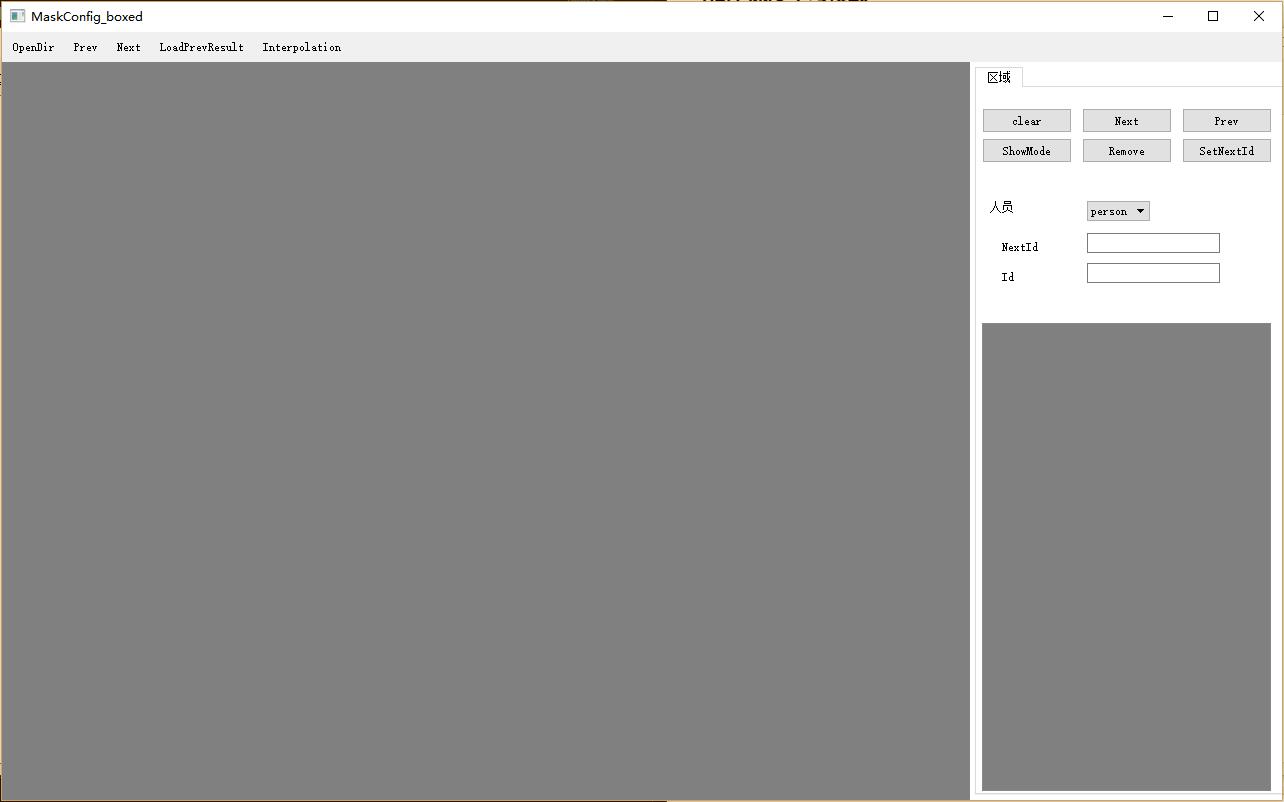 MaskConfig_boxed
OpenDir Prev Next LoadPrevResult Interpolation
区域
clear Next Prev
ShowMode Remove SetNextId
人员 person
NextId
Id